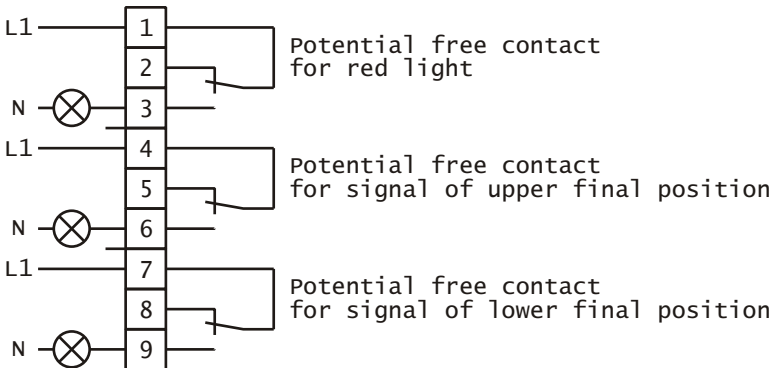 L1 1
Potential free contact
2 for red light
N 3
L1 4
Potential free contact
5 for signal of upper final position
N 6
L1 7
Potential free contact
8 for signal of lower final position
N 9